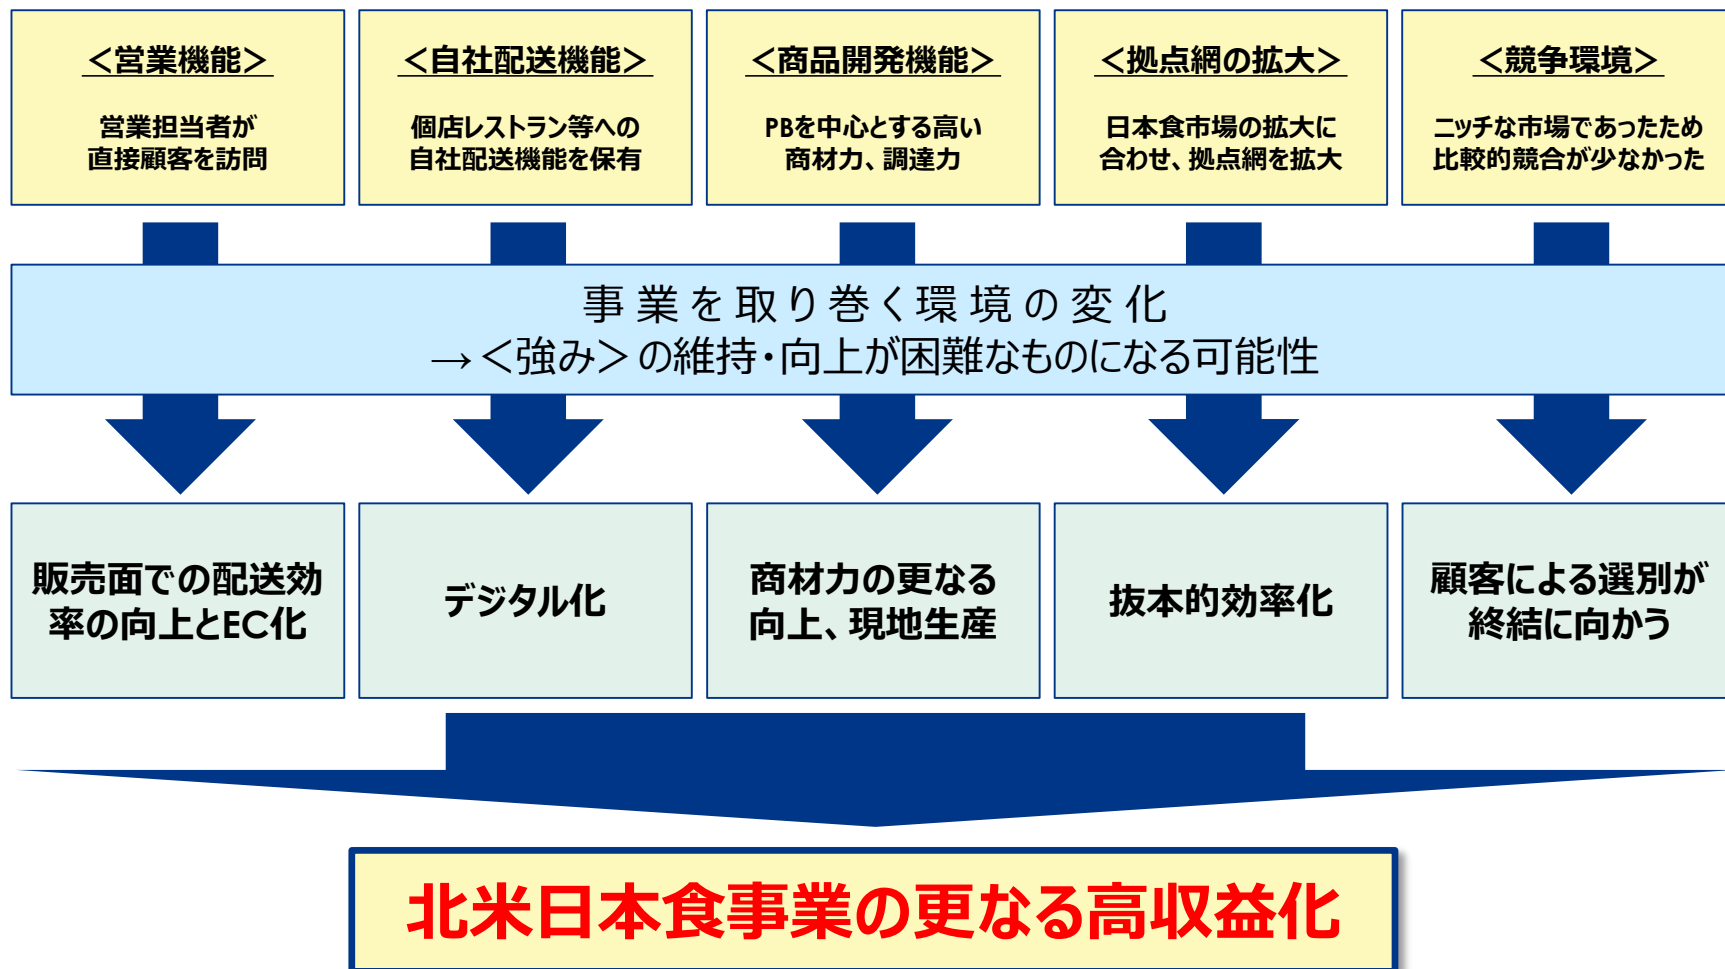 ＜営業機能＞
営業担当者が
直接顧客を訪問
＜自社配送機能＞
個店レストラン等への
自社配送機能を保有
＜商品開発機能＞
PBを中心とする高い
商材力、調達力
＜拠点網の拡大＞
日本食市場の拡大に
合わせ、拠点網を拡大
＜競争環境＞
ニッチな市場であったため
比較的競合が少なかった
事業を取り巻く環境の変化
→＜強み＞の維持・向上が困難なものになる可能性
販売面での配送効
率の向上とEC化
デジタル化
商材力の更なる
向上、現地生産
抜本的効率化
顧客による選別が
終結に向かう
北米日本食事業の更なる高収益化